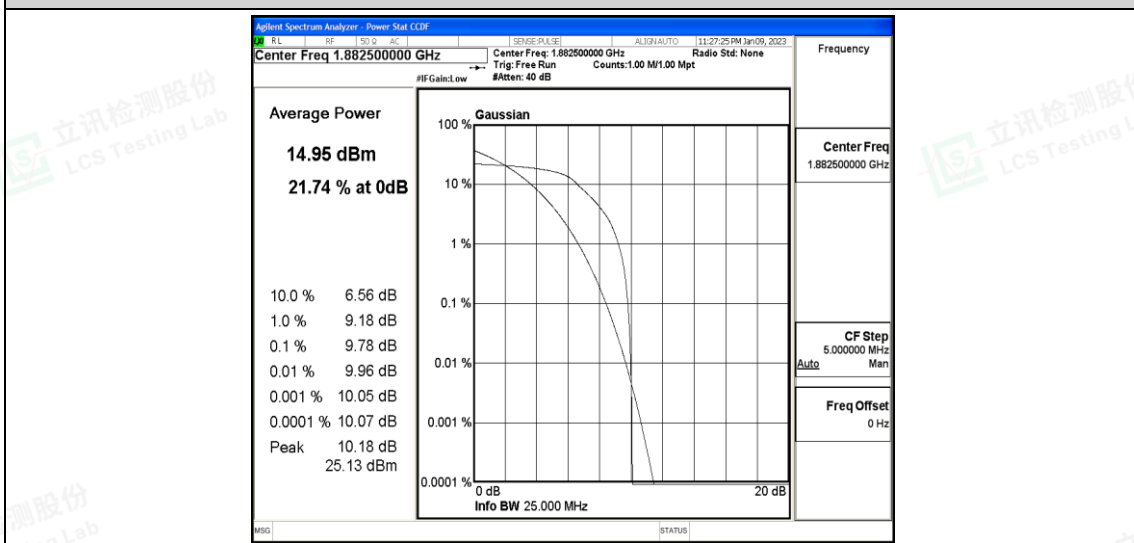 Agilent Spectrum Analyzer - Power Stat CCDF
RL RF 50 Ω AC SENSE:PULSE ALIGN AUTO 11:27:25 PM Jan 09, 2023
Center Freq 1.882500000 GHz
Center Freq: 1.882500000 GHz Radio Std: None
Trig: Free Run Counts:1.00 M/1.00 Mpt
#IFGain:Low #Atten: 40 dB
Frequency
Average Power
14.95 dBm
21.74 % at 0dB
10.0 % 6.56 dB
1.0 % 9.18 dB
0.1 % 9.78 dB
0.01 % 9.96 dB
0.001 % 10.05 dB
0.0001 % 10.07 dB
Peak 10.18 dB
25.13 dBm
Gaussian
100 %
10 %
1 %
0.1 %
0.01 %
0.001 %
0.0001 %
0 dB 20 dB
Info BW 25.000 MHz
Center Freq
1.882500000 GHz
CF Step
5.000000 MHz
Auto Man
Freq Offset
0 Hz
MSG STATUS
立讯检测股份
LCS Testing Lab
立讯检测股份
LCS Testing L